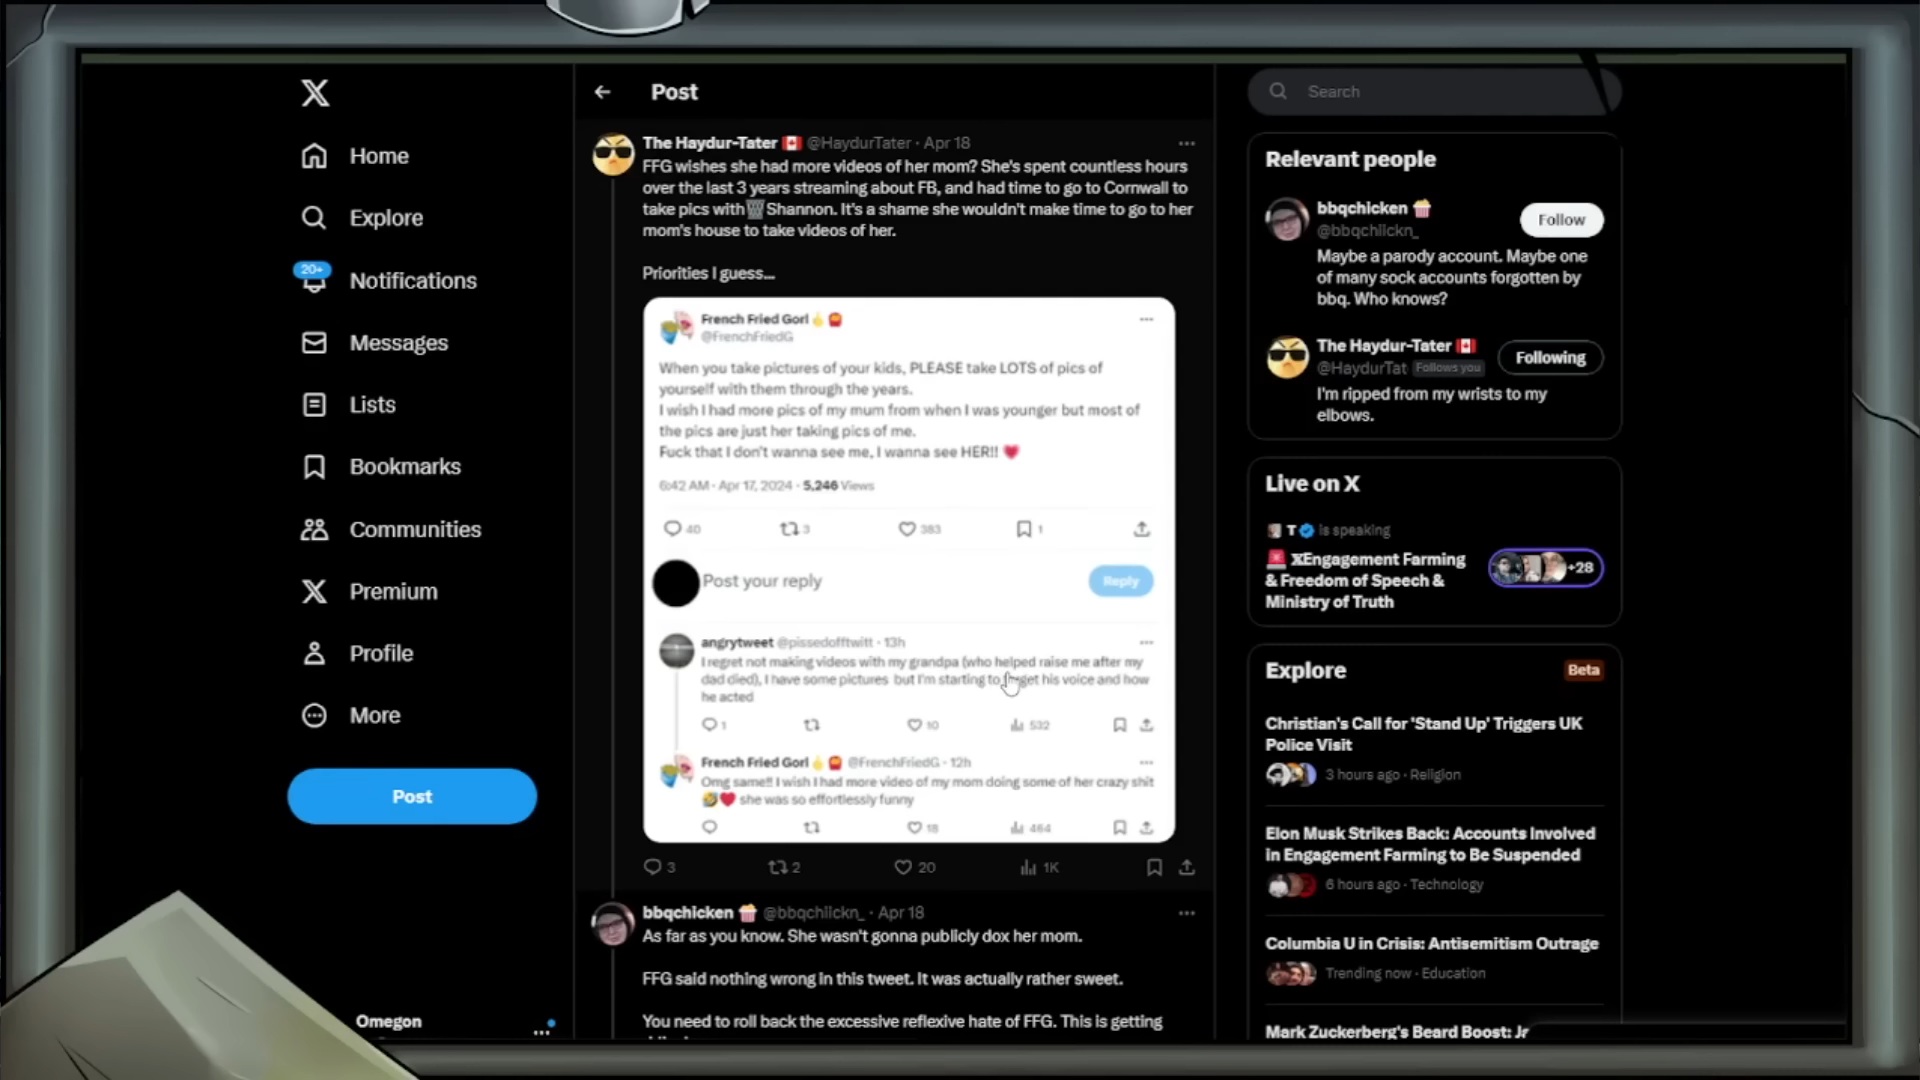 Home
Explore
20+
Notifications
Messages
Lists
Bookmarks
Communities
Premium
Profile
More
Post
Omegon
Post
The Haydur-Tater 🇨🇦 @HaydurTater · Apr 18
FFG wishes she had more videos of her mom? She's spent countless hours
over the last 3 years streaming about FB, and had time to go to Cornwall to
take pics with🗑️Shannon. It's a shame she wouldn't make time to go to her
mom's house to take videos of her.
Priorities I guess...
French Fried Gorl
@FrenchFriedG
When you take pictures of your kids, PLEASE take LOTS of pics of
yourself with them through the years.
I wish I had more pics of my mum from when I was younger but most of
the pics are just her taking pics of me.
Fuck that I don't wanna see me, I wanna see HER!! ❤️
6:42 AM · Apr 17, 2024 · 5,246 Views
40 3 383 1
Post your reply
Reply
angrytweet @pissedofftwitt · 13h
I regret not making videos with my grandpa (who helped raise me after my
dad died), I have some pictures but I'm starting to his voice and how
he acted
1 10 532
French Fried Gorl @FrenchFriedG · 12h
Omg same!! I wish I had more video of my mom doing some of her crazy shit
🤣❤️ she was so effortlessly funny
18 464
3 2 20 1K
bbqchicken 🍿 @bbqchlickn_ · Apr 18
As far as you know. She wasn't gonna publicly dox her mom.
FFG said nothing wrong in this tweet. It was actually rather sweet.
You need to roll back the excessive reflexive hate of FFG. This is getting
Search
Relevant people
bbqchicken 🍿
@bbqchlickn_
Follow
Maybe a parody account. Maybe one
of many sock accounts forgotten by
bbq. Who knows?
The Haydur-Tater 🇨🇦
@HaydurTat Follows you
Following
I'm ripped from my wrists to my
elbows.
Live on X
T is speaking
🚨 XEngagement Farming
& Freedom of Speech &
Ministry of Truth
+28
Explore
Beta
Christian's Call for 'Stand Up' Triggers UK
Police Visit
3 hours ago · Religion
Elon Musk Strikes Back: Accounts Involved
in Engagement Farming to Be Suspended
6 hours ago · Technology
Columbia U in Crisis: Antisemitism Outrage
Trending now · Education
Mark Zuckerberg's Beard Boost: